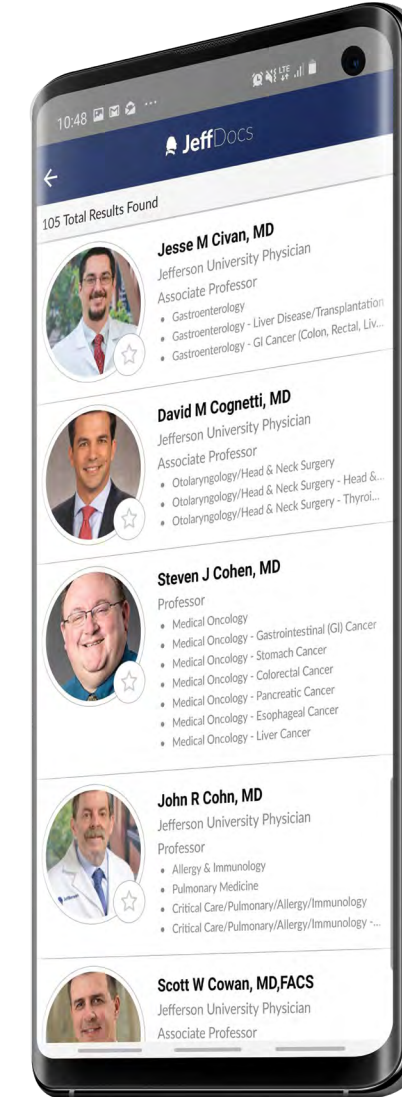 10:48 ...
LTE
JeffDocs
105 Total Results Found
Jesse M Civan, MD
Jefferson University Physician
Associate Professor
• Gastroenterology
• Gastroenterology - Liver Disease/Transplantation
• Gastroenterology - GI Cancer (Colon, Rectal, Liv...
David M Cognetti, MD
Jefferson University Physician
Associate Professor
• Otolaryngology/Head & Neck Surgery
• Otolaryngology/Head & Neck Surgery - Head &...
• Otolaryngology/Head & Neck Surgery - Thyroi...
Steven J Cohen, MD
Professor
• Medical Oncology
• Medical Oncology - Gastrointestinal (GI) Cancer
• Medical Oncology - Stomach Cancer
• Medical Oncology - Colorectal Cancer
• Medical Oncology - Pancreatic Cancer
• Medical Oncology - Esophageal Cancer
• Medical Oncology - Liver Cancer
John R Cohn, MD
Jefferson University Physician
Professor
• Allergy & Immunology
• Pulmonary Medicine
• Critical Care/Pulmonary/Allergy/Immunology
• Critical Care/Pulmonary/Allergy/Immunology -...
Scott W Cowan, MD,FACS
Jefferson University Physician
Associate Professor